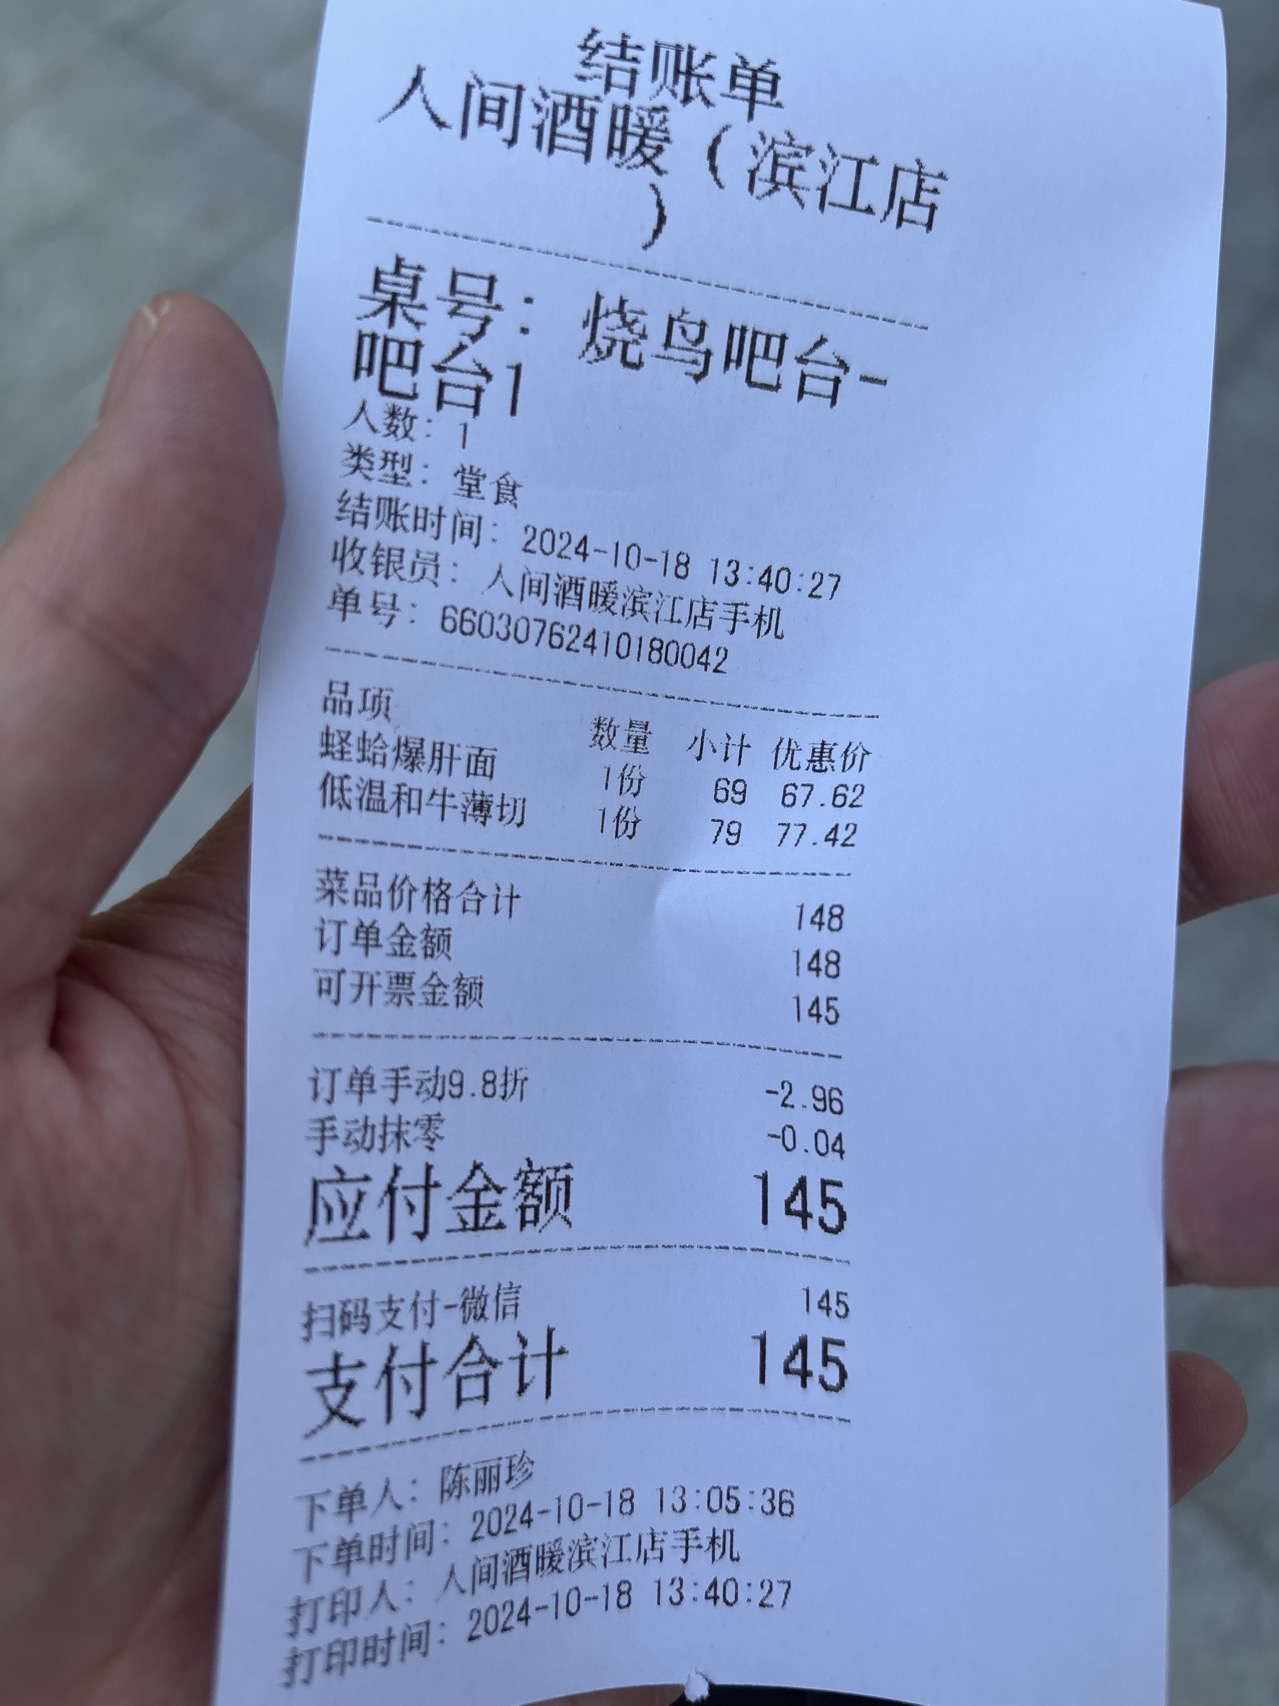 结账单
人间酒暖（滨江店
）
桌号：烧鸟吧台-
吧台1
人数：1
类型：堂食
结账时间：2024-10-18 13:40:27
收银员：人间酒暖滨江店手机
单号：66030762410180042
品项 数量 小计 优惠价
蛏蛤爆肝面 1份 69 67.62
低温和牛薄切 1份 79 77.42
菜品价格合计 148
订单金额 148
可开票金额 145
订单手动9.8折 -2.96
手动抹零 -0.04
应付金额 145
扫码支付-微信 145
支付合计 145
下单人：陈丽珍
下单时间：2024-10-18 13:05:36
打印人：人间酒暖滨江店手机
打印时间：2024-10-18 13:40:27